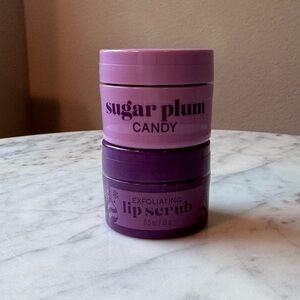 sugar plum
CANDY
EXFOLIATING
lip scrub